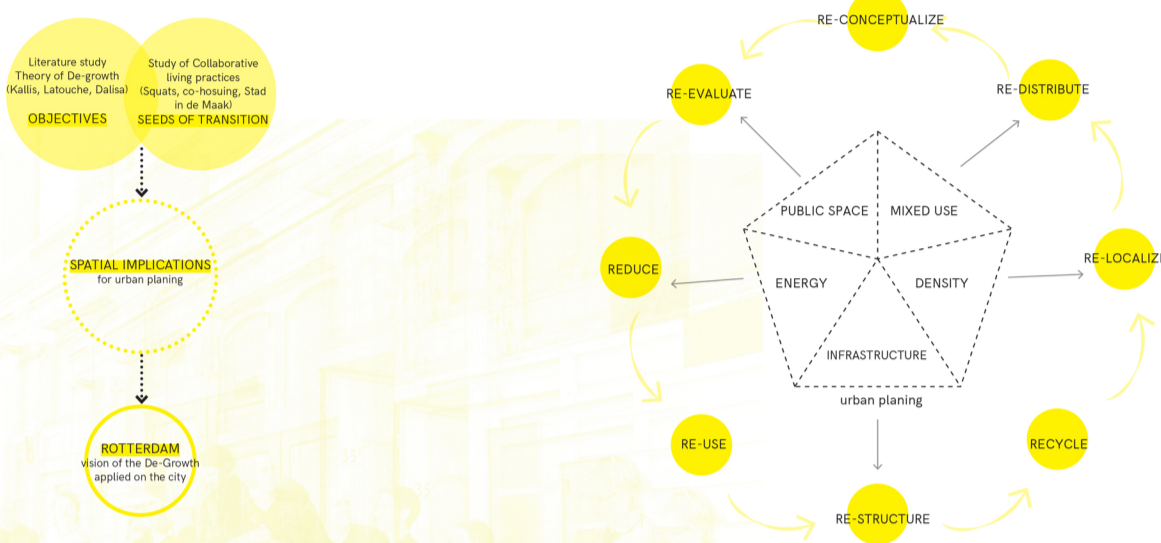 Literature study
Theory of De-growth
(Kallis, Latouche, Dalisa)
OBJECTIVES
Study of Collaborative
living practices
(Squats, co-hosuing, Stad
in de Maak)
SEEDS OF TRANSITION
SPATIAL IMPLICATIONS
for urban planing
ROTTERDAM
vision of the De-Growth
applied on the city
RE-CONCEPTUALIZE
RE-EVALUATE
RE-DISTRIBUTE
PUBLIC SPACE
MIXED USE
REDUCE
ENERGY
DENSITY
RE-LOCALIZE
INFRASTRUCTURE
urban planing
RE-USE
RECYCLE
RE-STRUCTURE